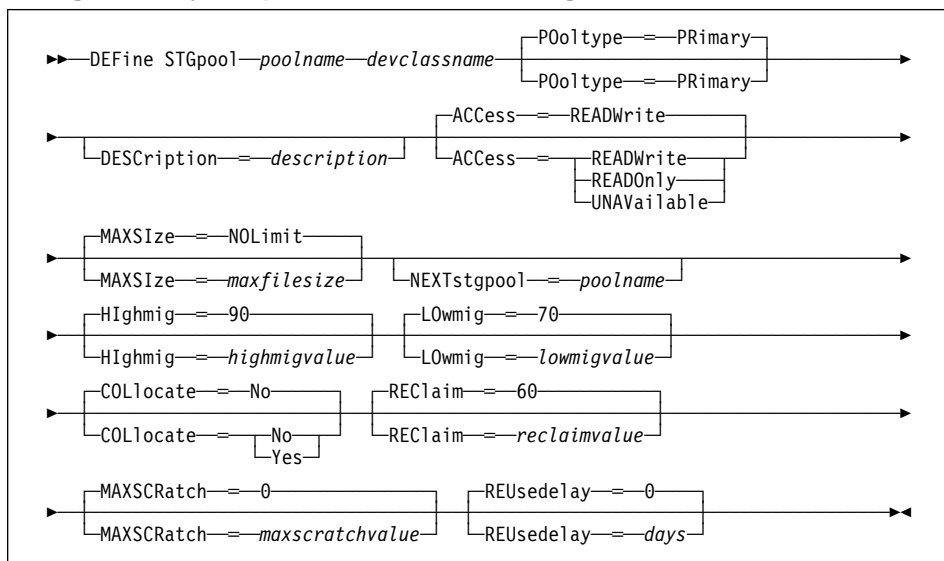 POoltype = PRimary
DEFine STGpool poolname devclassname
POoltype = PRimary
ACCess = READWrite
DESCription = description
ACCess = READWrite
READOnly
UNAVailable
MAXSIze = NOLimit
MAXSIze = maxfilesize
NEXTstgpool = poolname
HIghmig = 90
LOwmig = 70
HIghmig = highmigvalue
LOwmig = lowmigvalue
COLlocate = No
REClaim = 60
COLlocate = No
Yes
REClaim = reclaimvalue
MAXSCRatch = 0
REUsedelay = 0
MAXSCRatch = maxscratchvalue
REUsedelay = days